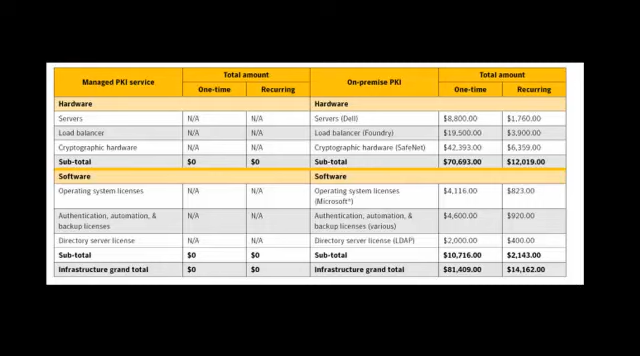 Managed PKI service Total amount On-premise PKI Total amount
One-time Recurring One-time Recurring
Hardware Hardware
Servers N/A N/A Servers (Dell) $8,800.00 $1,760.00
Load balancer N/A N/A Load balancer (Foundry) $19,500.00 $3,900.00
Cryptographic hardware N/A N/A Cryptographic hardware (SafeNet) $42,393.00 $6,359.00
Sub-total $0 $0 Sub-total $70,693.00 $12,019.00
Software Software
Operating system licenses N/A N/A Operating system licenses $4,116.00 $823.00
(Microsoft®)
Authentication, automation, & N/A N/A Authentication, automation, & $4,600.00 $920.00
backup licenses backup licenses (various)
Directory server license N/A N/A Directory server license (LDAP) $2,000.00 $400.00
Sub-total $0 $0 Sub-total $10,716.00 $2,143.00
Infrastructure grand total $0 $0 Infrastructure grand total $81,409.00 $14,162.00